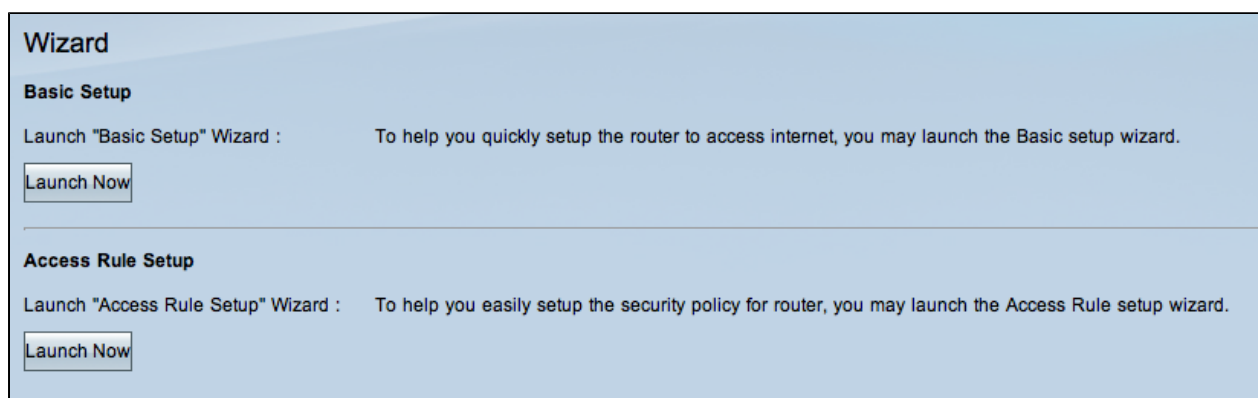 Wizard
Basic Setup
Launch "Basic Setup" Wizard : To help you quickly setup the router to access internet, you may launch the Basic setup wizard.
Launch Now
Access Rule Setup
Launch "Access Rule Setup" Wizard : To help you easily setup the security policy for router, you may launch the Access Rule setup wizard.
Launch Now